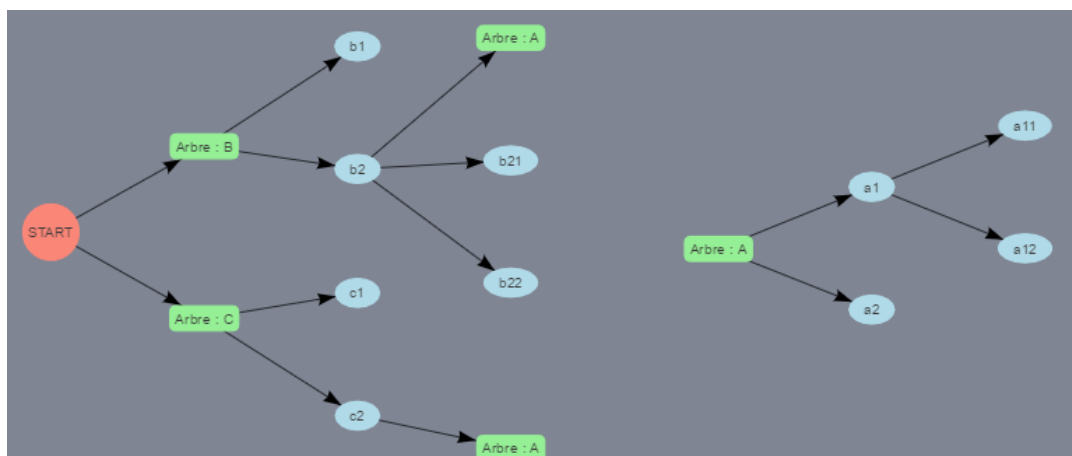 START
Arbre : B
b1
b2
Arbre : A
b21
b22
Arbre : C
c1
c2
Arbre : A
Arbre : A
a1
a11
a12
a2